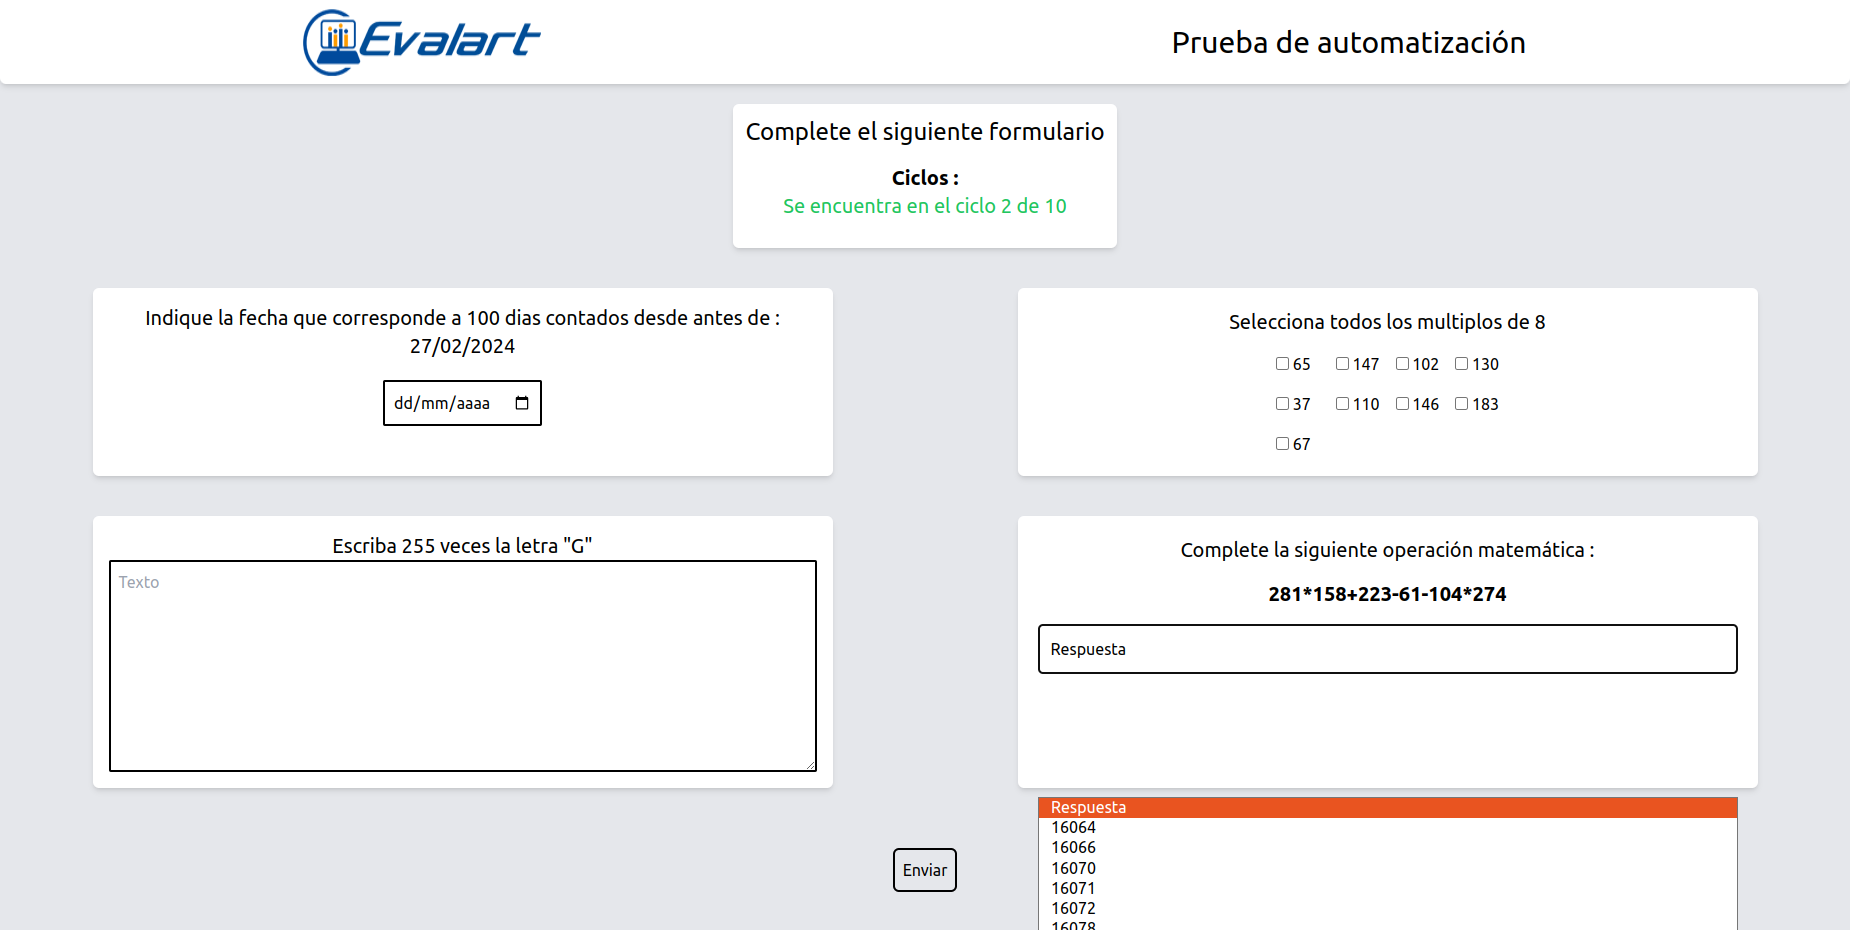 Evalart
Prueba de automatización
Complete el siguiente formulario
Ciclos :
Se encuentra en el ciclo 2 de 10
Indique la fecha que corresponde a 100 dias contados desde antes de :
27/02/2024
dd/mm/aaaa
Selecciona todos los multiplos de 8
65 147 102 130
37 110 146 183
67
Escriba 255 veces la letra "G"
Texto
Complete la siguiente operación matemática :
281*158+223-61-104*274
Respuesta
Respuesta
16064
16066
16070
16071
16072
16078
Enviar